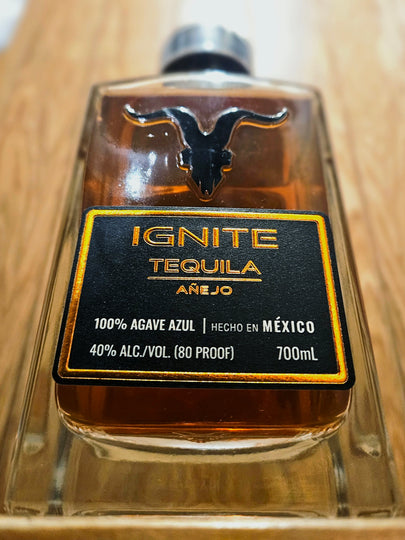 IGNITE
TEQUILA
AÑEJO
100% AGAVE AZUL | HECHO EN MÉXICO
40% ALC./VOL. (80 PROOF) 700mL